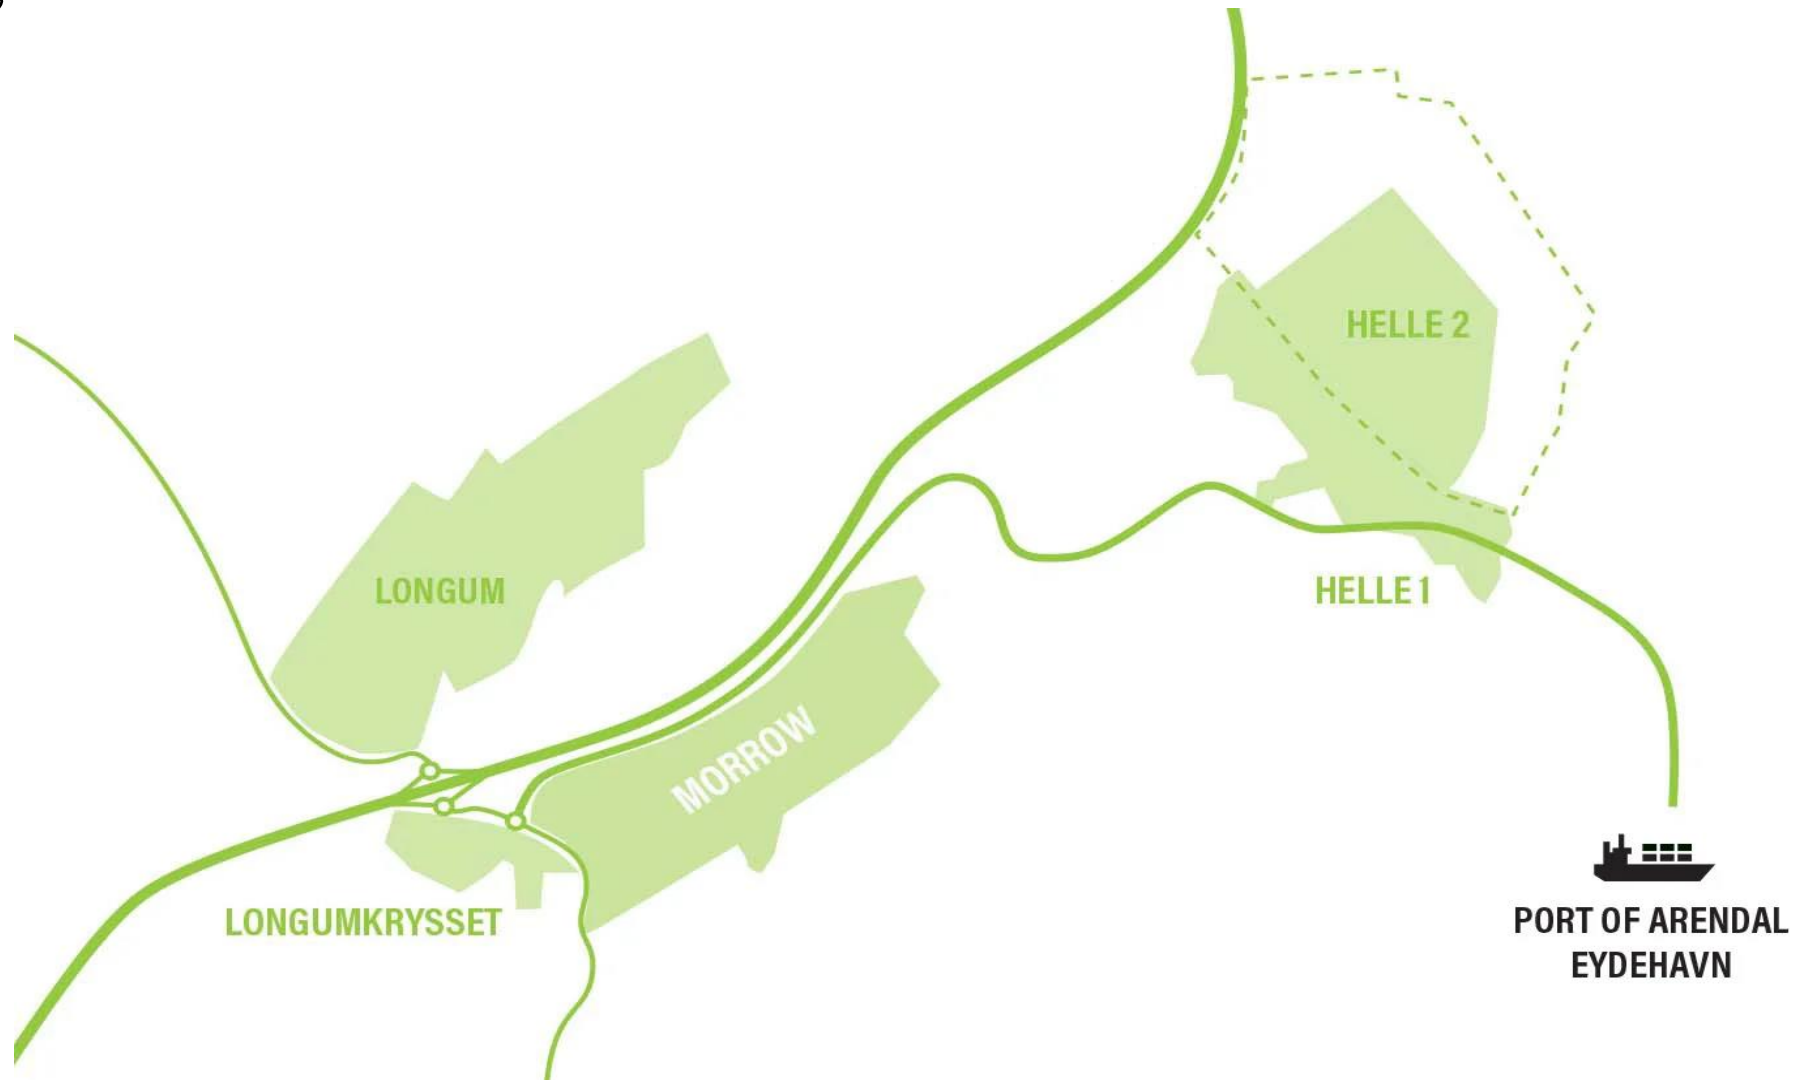 HELLE 2
LONGUM
HELLE 1
MORROW
LONGUMKRYSSET
PORT OF ARENDAL
EYDEHAVN